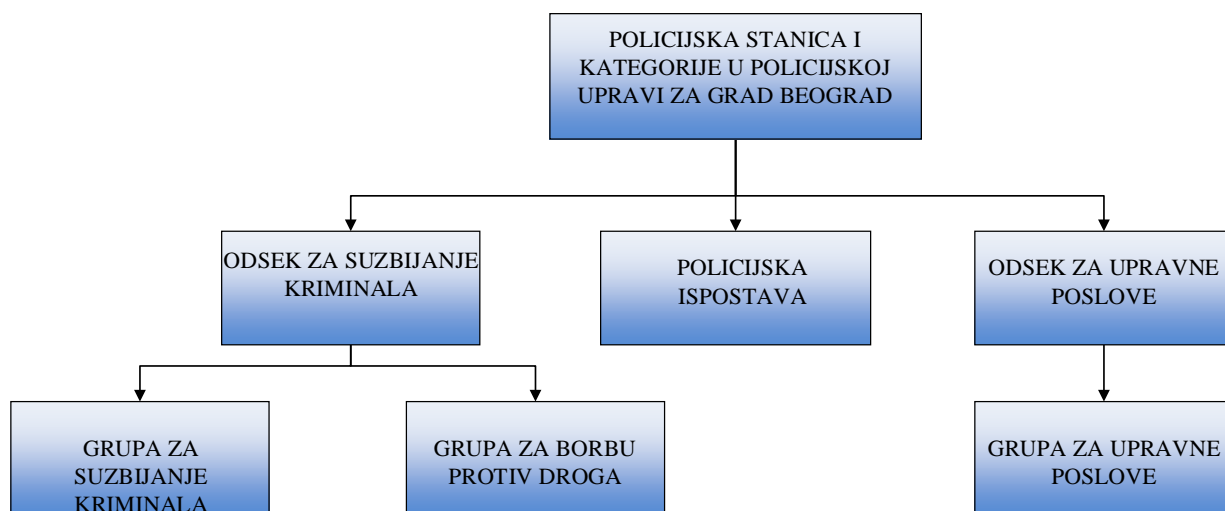 POLICIJSKA STANICA I
KATEGORIJE U POLICIJSKOJ
UPRAVI ZA GRAD BEOGRAD
ODSEK ZA SUZBIJANJE
KRIMINALA
POLICIJSKA
ISPOSTAVA
ODSEK ZA UPRAVNE
POSLOVE
GRUPA ZA
SUZBIJANJE
KRIMINALA
GRUPA ZA BORBU
PROTIV DROGA
GRUPA ZA UPRAVNE
POSLOVE